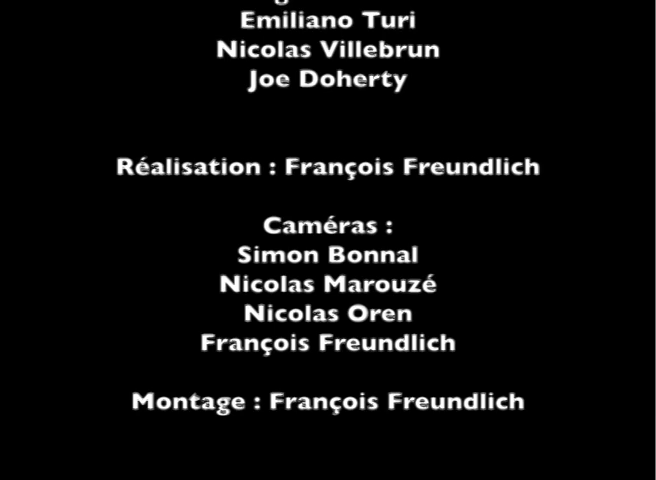 Emiliano Turi
Nicolas Villebrun
Joe Doherty
Réalisation : François Freundlich
Caméras :
Simon Bonnal
Nicolas Marouzé
Nicolas Oren
François Freundlich
Montage : François Freundlich